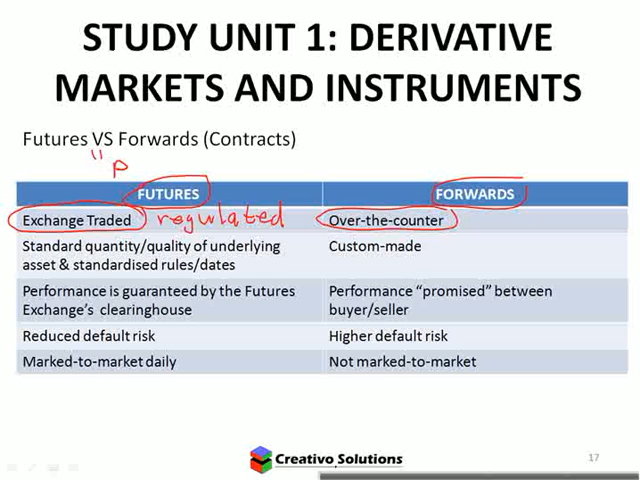 STUDY UNIT 1: DERIVATIVE
MARKETS AND INSTRUMENTS
Futures VS Forwards (Contracts)
" P
FUTURES FORWARDS
Exchange Traded regulated Over-the-counter
Standard quantity/quality of underlying Custom-made
asset & standardised rules/dates
Performance is guaranteed by the Futures Performance “promised” between
Exchange's clearinghouse buyer/seller
Reduced default risk Higher default risk
Marked-to-market daily Not marked-to-market
Creativo Solutions
17